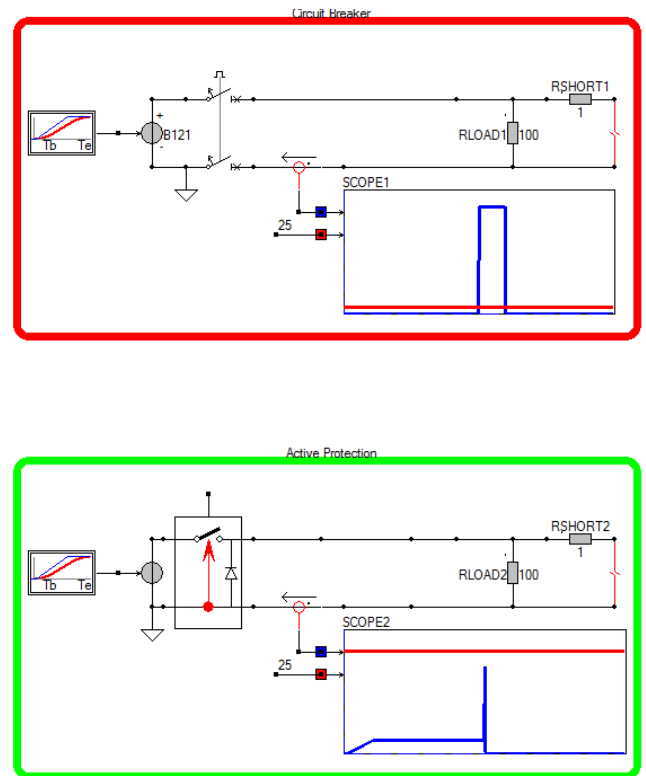 Circuit Breaker
RSHORT1
1
Tb Te
+
B121
-
RLOAD1 100
SCOPE1
25
Active Protection
RSHORT2
1
Tb Te
RLOAD2 100
SCOPE2
25